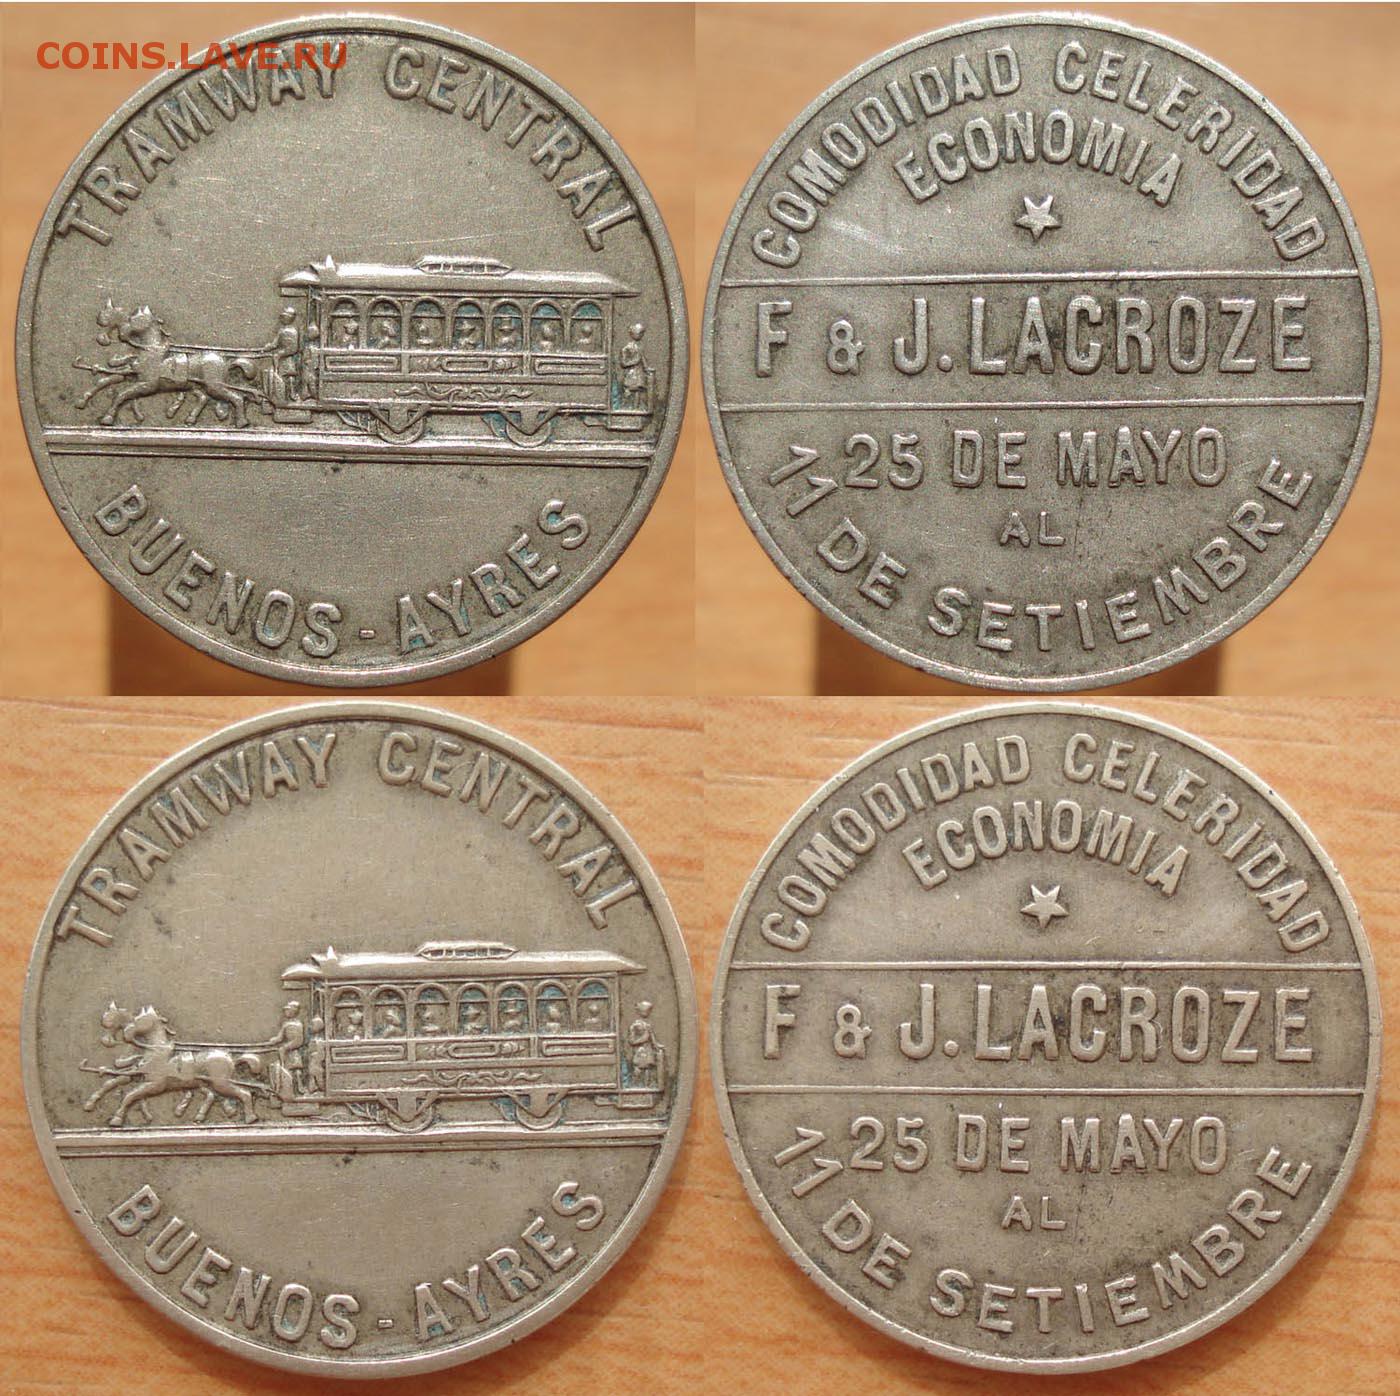 COINS.LAVE.RU
TRAMWAY CENTRAL
BUENOS - AYRES
COMODIDAD CELERIDAD
ECONOMIA
F & J. LACROZE
25 DE MAYO
AL
11 DE SETIEMBRE
TRAMWAY CENTRAL
BUENOS - AYRES
COMODIDAD CELERIDAD
ECONOMIA
F & J. LACROZE
25 DE MAYO
AL
11 DE SETIEMBRE